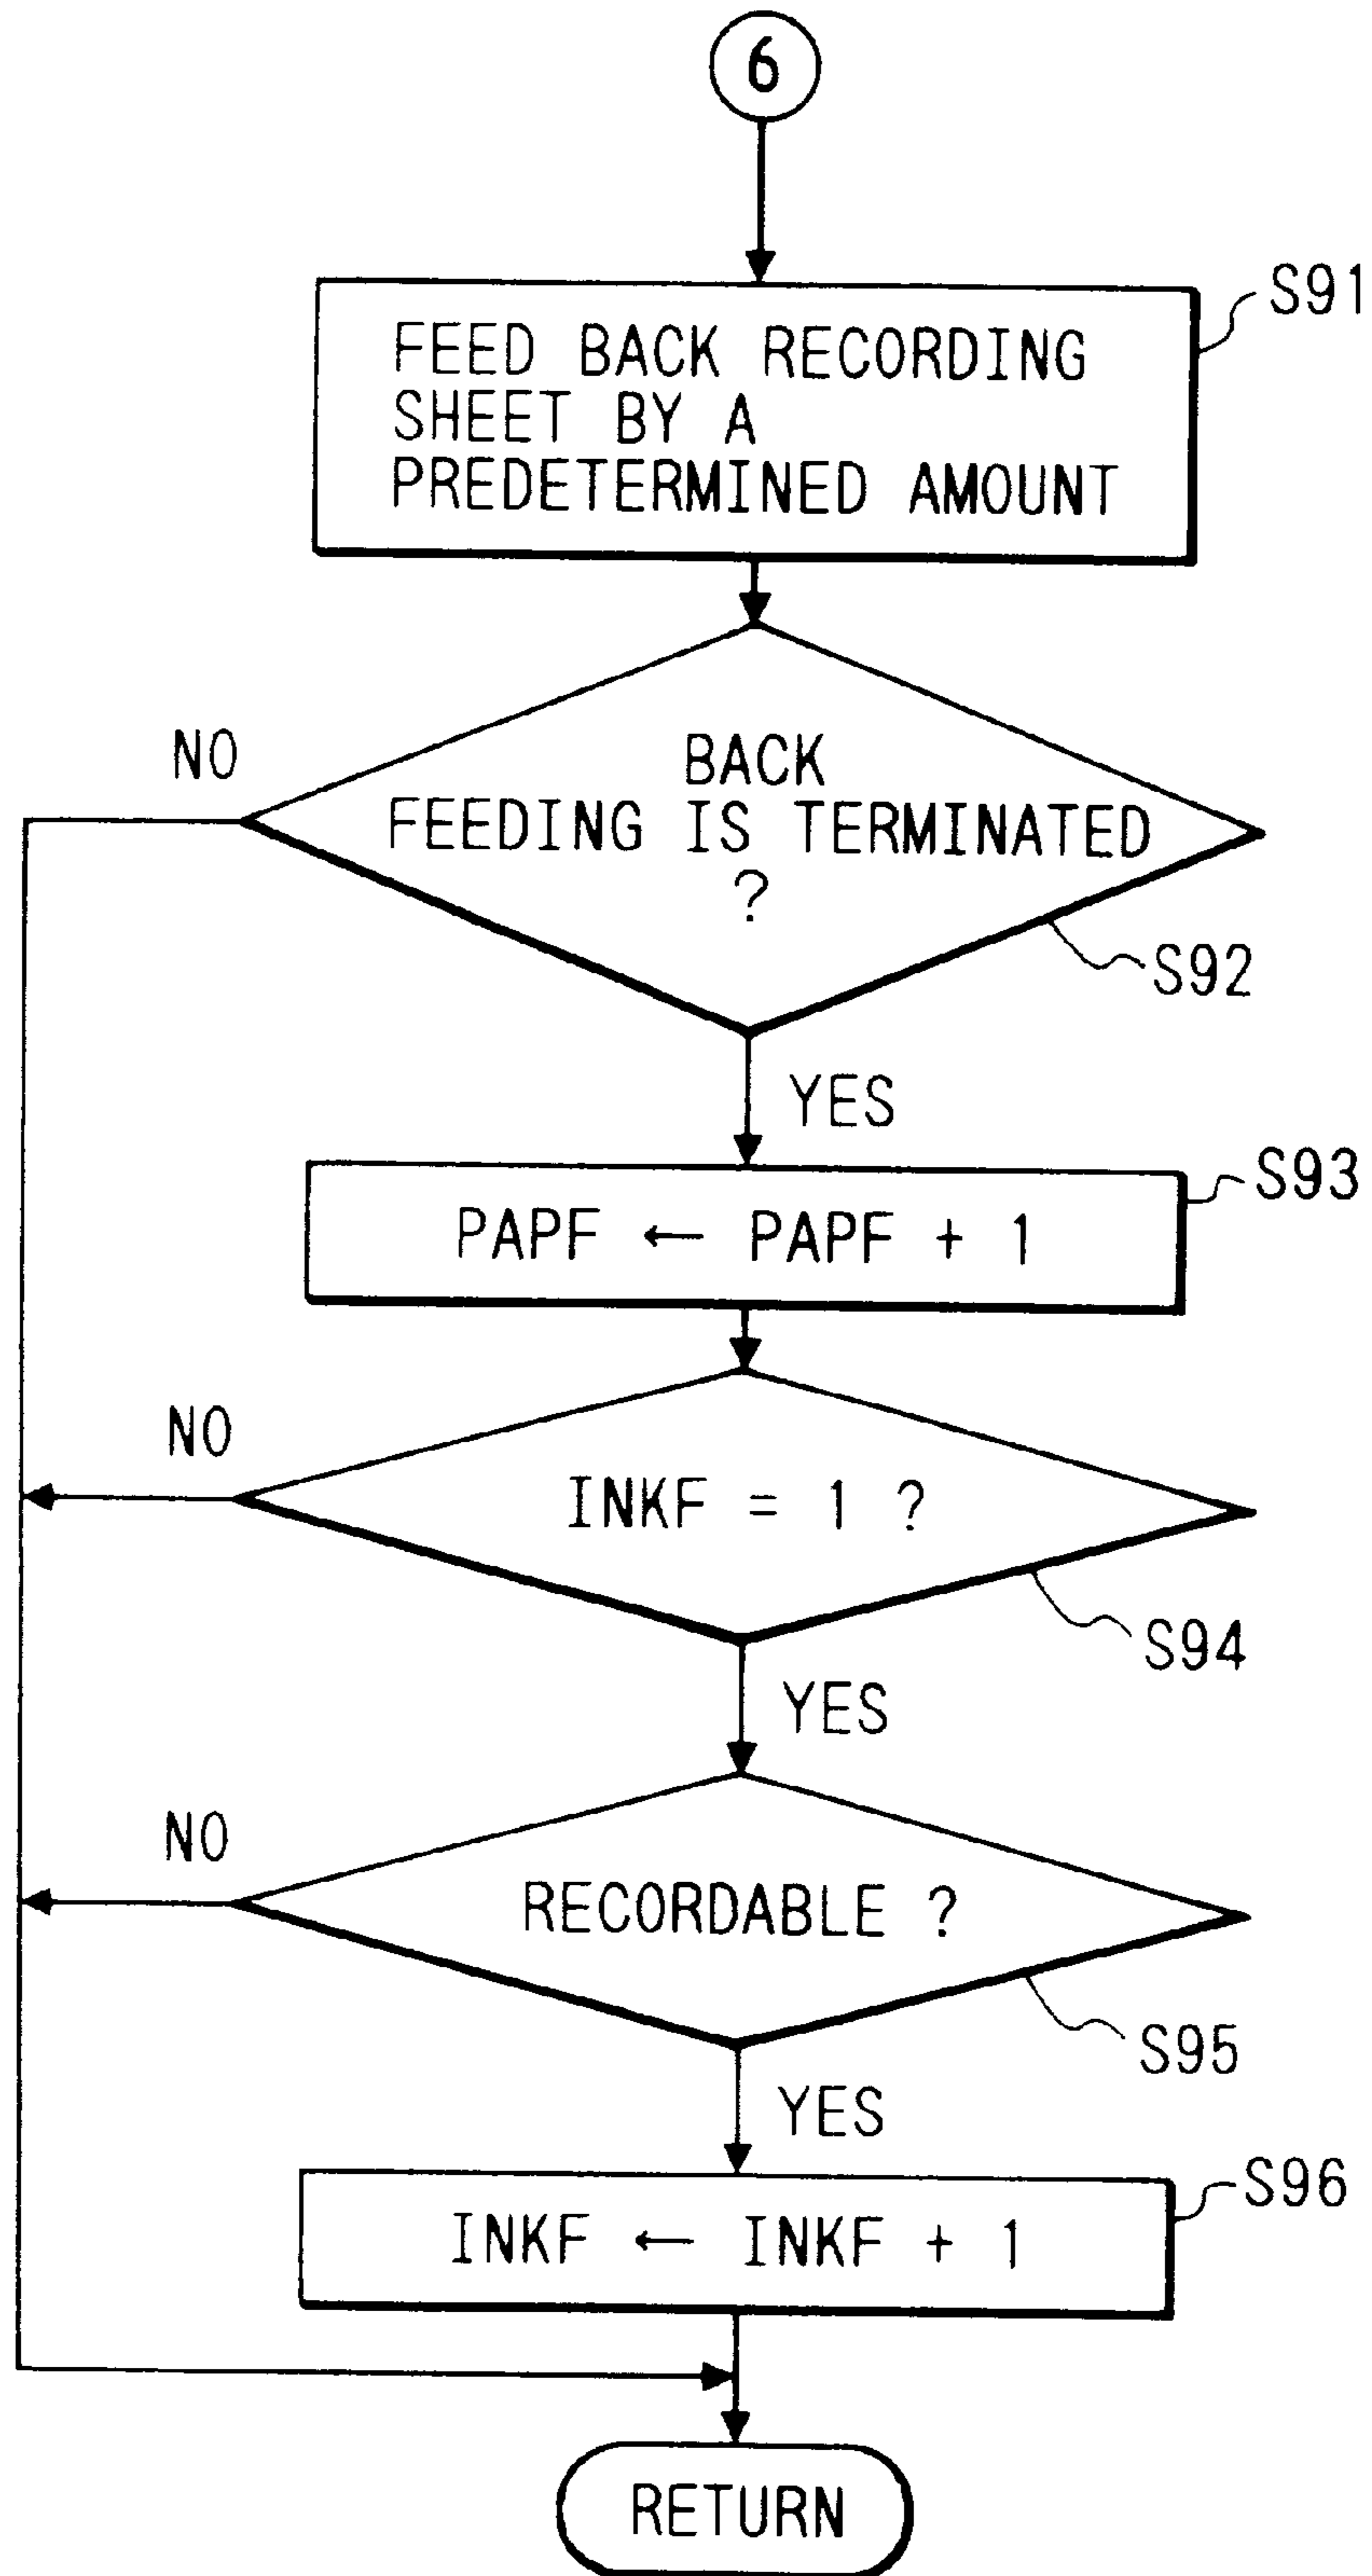 6
S91
FEED BACK RECORDING
SHEET BY A
PREDETERMINED AMOUNT
NO
BACK
FEEDING IS TERMINATED
?
S92
YES
S93
PAPF ← PAPF + 1
NO
INKF = 1 ?
S94
YES
NO
RECORDABLE ?
S95
YES
S96
INKF ← INKF + 1
RETURN